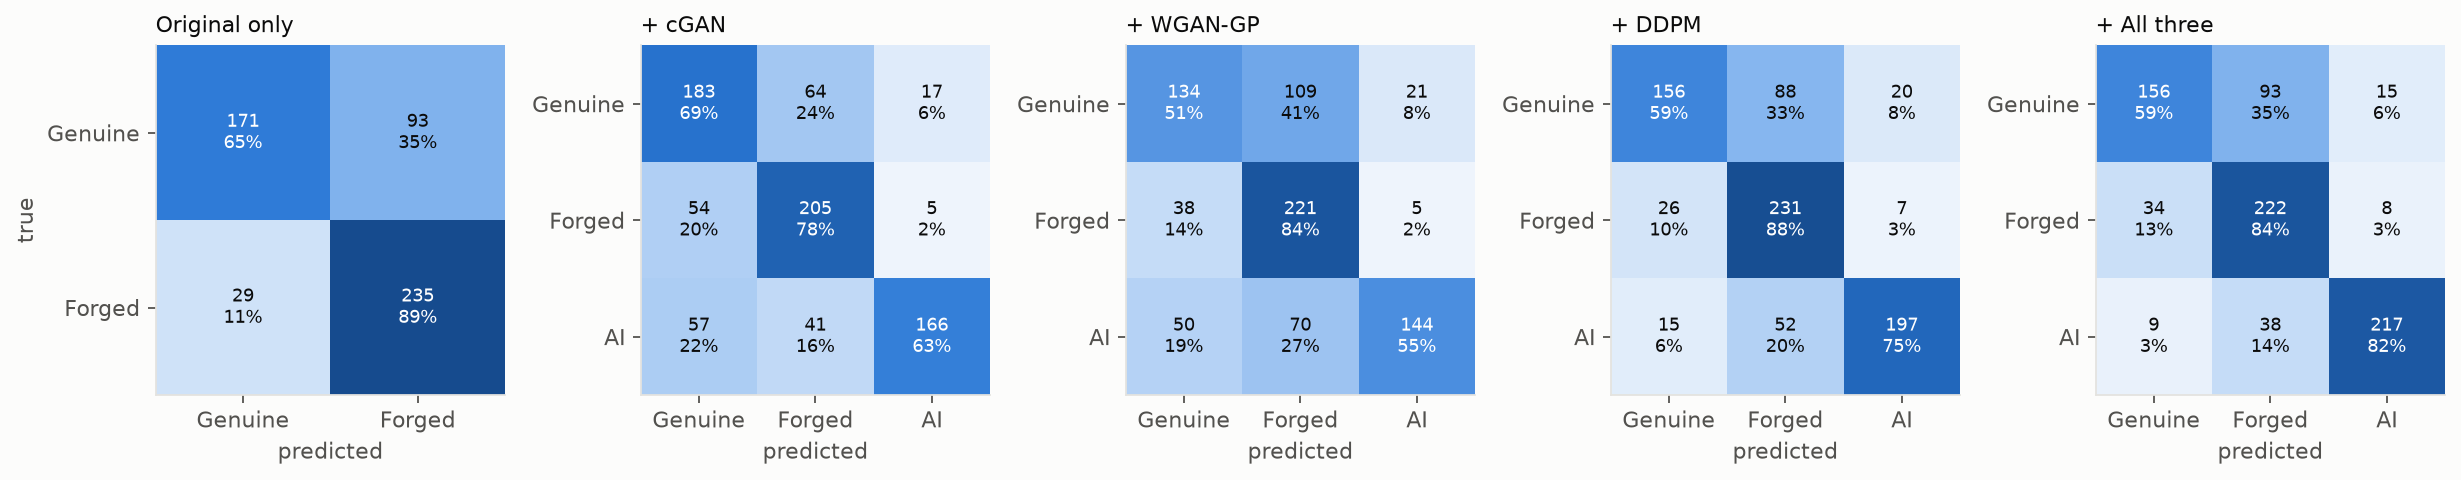 Original only
true
Genuine
171
65%
93
35%
Forged
29
11%
235
89%
Genuine
Forged
predicted
+ cGAN
Genuine
183
69%
64
24%
17
6%
Forged
54
20%
205
78%
5
2%
AI
57
22%
41
16%
166
63%
Genuine
Forged
AI
predicted
+ WGAN-GP
Genuine
134
51%
109
41%
21
8%
Forged
38
14%
221
84%
5
2%
AI
50
19%
70
27%
144
55%
Genuine
Forged
AI
predicted
+ DDPM
Genuine
156
59%
88
33%
20
8%
Forged
26
10%
231
88%
7
3%
AI
15
6%
52
20%
197
75%
Genuine
Forged
AI
predicted
+ All three
Genuine
156
59%
93
35%
15
6%
Forged
34
13%
222
84%
8
3%
AI
9
3%
38
14%
217
82%
Genuine
Forged
AI
predicted